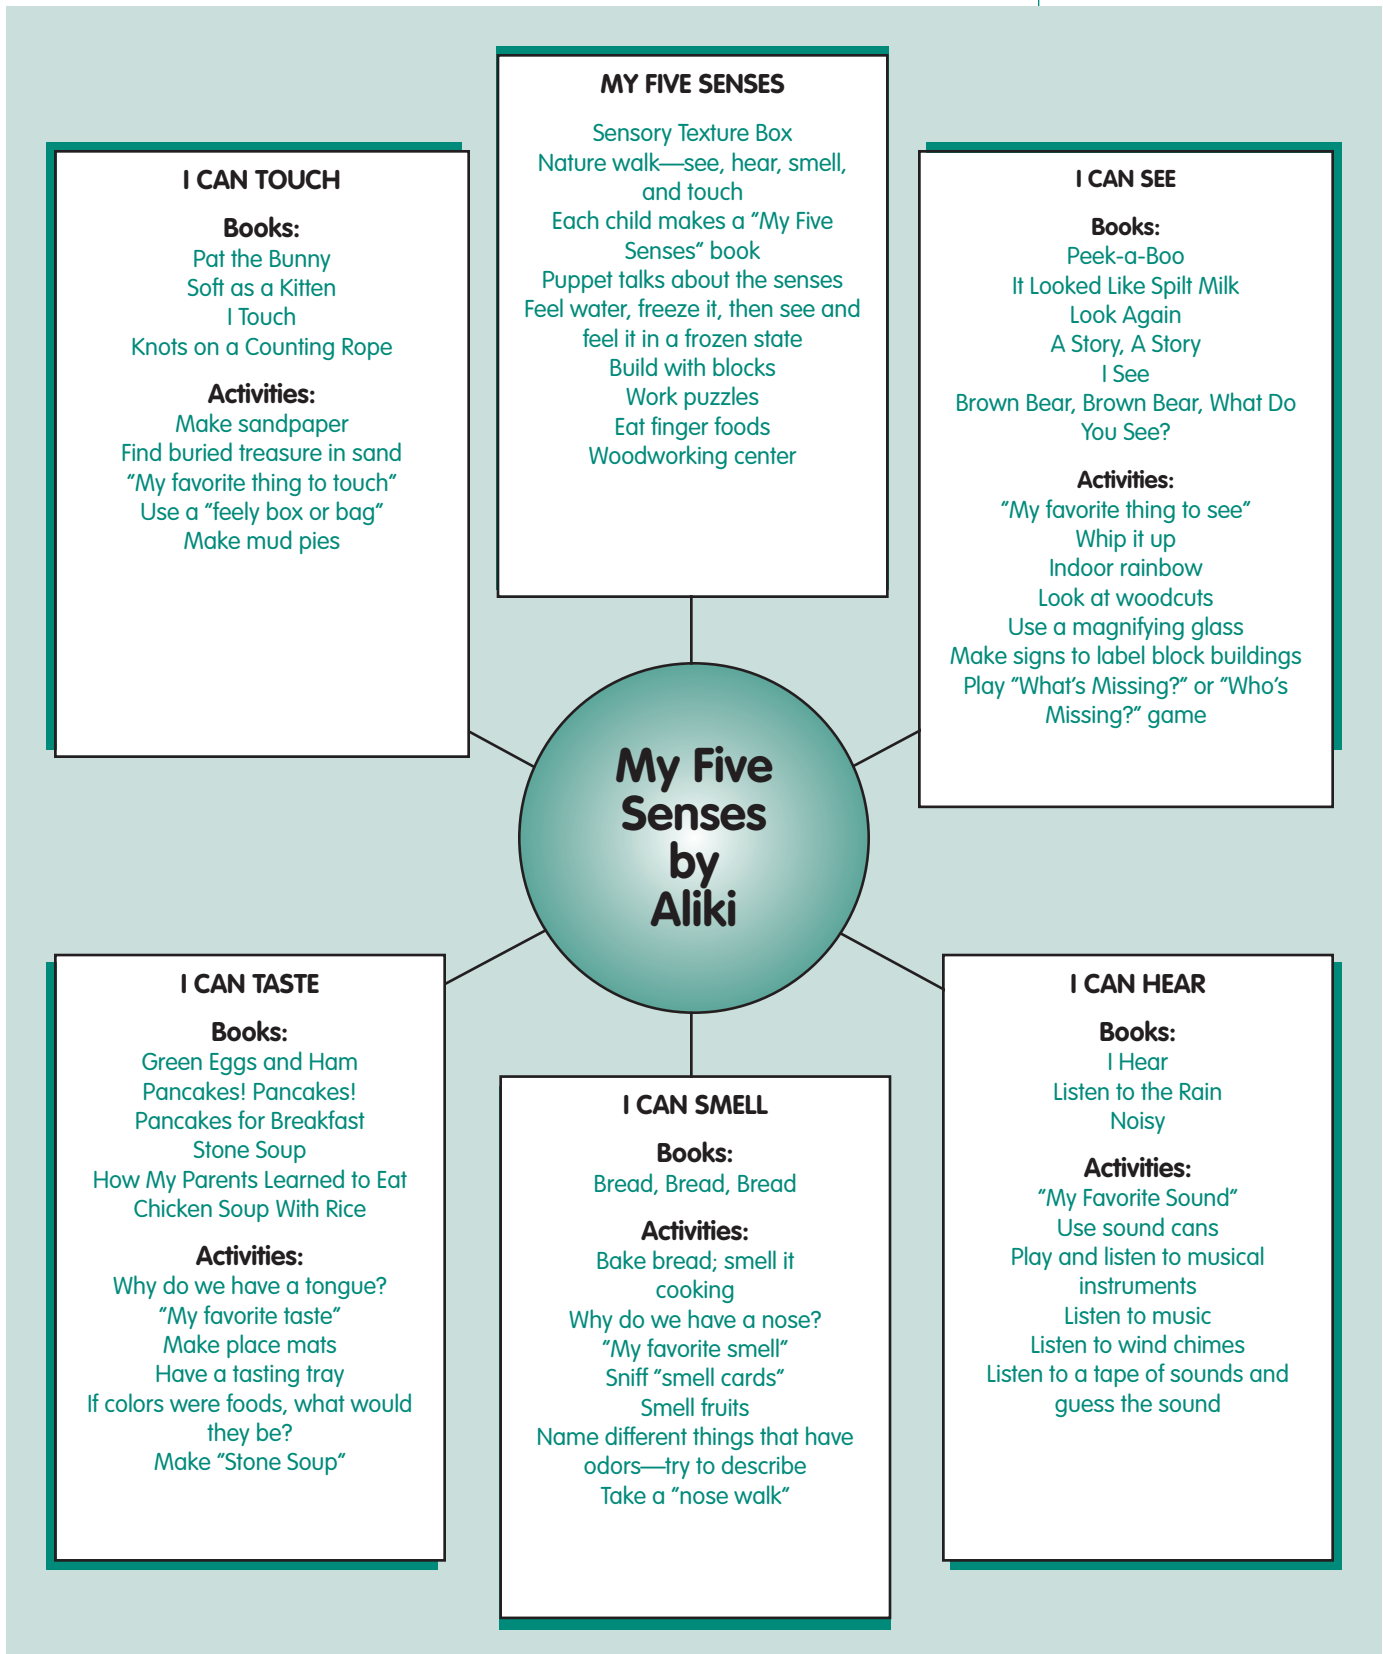 MY FIVE SENSES
Sensory Texture Box
Nature walk—see, hear, smell,
and touch
Each child makes a “My Five
Senses” book
Puppet talks about the senses
Feel water, freeze it, then see and
feel it in a frozen state
Build with blocks
Work puzzles
Eat finger foods
Woodworking center
I CAN TOUCH
Books:
Pat the Bunny
Soft as a Kitten
I Touch
Knots on a Counting Rope
Activities:
Make sandpaper
Find buried treasure in sand
“My favorite thing to touch”
Use a “feely box or bag”
Make mud pies
I CAN SEE
Books:
Peek-a-Boo
It Looked Like Spilt Milk
Look Again
A Story, A Story
I See
Brown Bear, Brown Bear, What Do
You See?
Activities:
“My favorite thing to see”
Whip it up
Indoor rainbow
Look at woodcuts
Use a magnifying glass
Make signs to label block buildings
Play “What’s Missing?” or “Who’s
Missing?” game
My Five
Senses
by
Aliki
I CAN TASTE
Books:
Green Eggs and Ham
Pancakes! Pancakes!
Pancakes for Breakfast
Stone Soup
How My Parents Learned to Eat
Chicken Soup With Rice
Activities:
Why do we have a tongue?
“My favorite taste”
Make place mats
Have a tasting tray
If colors were foods, what would
they be?
Make “Stone Soup”
I CAN SMELL
Books:
Bread, Bread, Bread
Activities:
Bake bread; smell it
cooking
Why do we have a nose?
“My favorite smell”
Sniff “smell cards”
Smell fruits
Name different things that have
odors—try to describe
Take a “nose walk”
I CAN HEAR
Books:
I Hear
Listen to the Rain
Noisy
Activities:
“My Favorite Sound”
Use sound cans
Play and listen to musical
instruments
Listen to music
Listen to wind chimes
Listen to a tape of sounds and
guess the sound